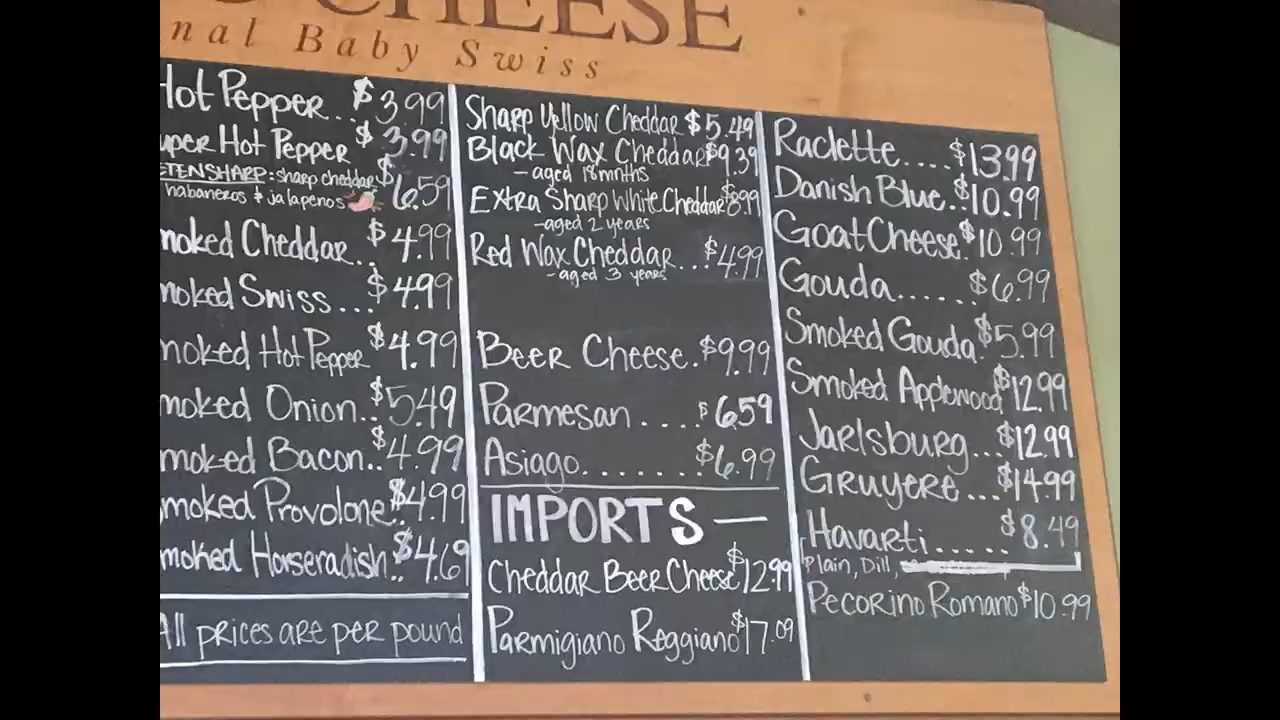 CHEESE
nal Baby Swiss
Hot Pepper... $3.99
uper Hot Pepper $3.99
ETENSHARP: sharp cheddar $6.59
habaneros & jalapenos
moked Cheddar.. $4.99
moked Swiss... $4.99
moked Hot Pepper $4.99
moked Onion.. $5.49
moked Bacon.. $4.99
moked Provolone.. $4.99
moked Horseradish.. $4.69
All prices are per pound
Sharp Yellow Cheddar $5.49
Black Wax Cheddar $9.39
-aged 18mnths
Extra Sharp White Cheddar $8.99
-aged 2 years
Red Wax Cheddar... $4.99
-aged 3 years
Beer Cheese. $9.99
Parmesan .... $6.59
Asiago....... $6.99
IMPORTS —
Cheddar Beer Cheese $12.99
Parmigiano Reggiano $17.09
Raclette.... $13.99
Danish Blue. $10.99
Goat Cheese. $10.99
Gouda...... $6.99
Smoked Gouda. $5.99
Smoked Applewood $12.99
Jarlsburg... $12.99
Gruyere... $14.99
Havarti..... $8.49
Plain, Dill,
Pecorino Romano $10.99